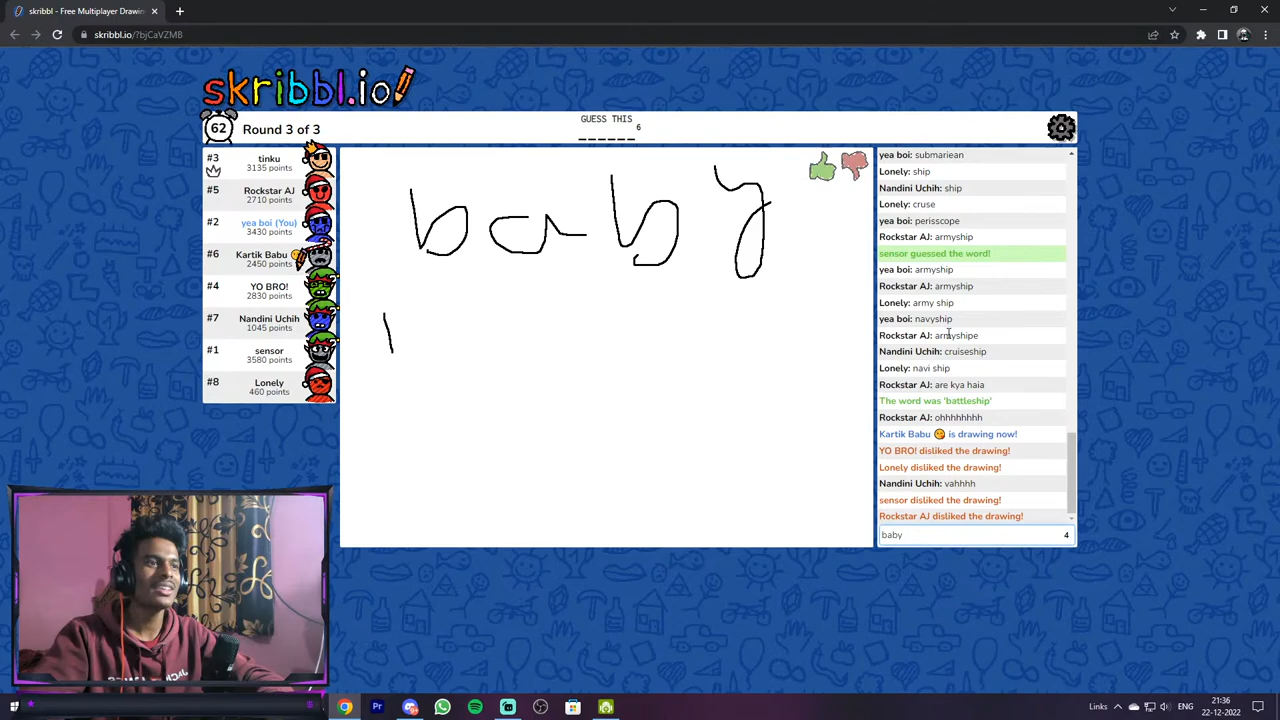 skribbl - Free Multiplayer Drawin
skribbl.io/?bjCaVZM8
skribbl.io
62
Round 3 of 3
GUESS THIS
______ 6
#3 tinku
3135 points
#5 Rockstar AJ
2710 points
#2 yea boi (You)
3430 points
#6 Kartik Babu
2450 points
#4 YO BRO!
2830 points
#7 Nandini Uchih
1045 points
#1 sensor
3580 points
#8 Lonely
460 points
baby
yea boi: submariean
Lonely: ship
Nandini Uchih: ship
Lonely: cruse
yea boi: perisscope
Rockstar AJ: armyship
sensor guessed the word!
yea boi: armyship
Rockstar AJ: armyship
Lonely: army ship
yea boi: navyship
Rockstar AJ: armyshipe
Nandini Uchih: cruiseship
Lonely: navi ship
Rockstar AJ: are kya haia
The word was 'battleship'
Rockstar AJ: ohhhhhhhh
Kartik Babu 😋 is drawing now!
YO BRO! disliked the drawing!
Lonely disliked the drawing!
Nandini Uchih: vahhhh
sensor disliked the drawing!
Rockstar AJ disliked the drawing!
baby 4
Links
ENG
21:36
22-12-2022